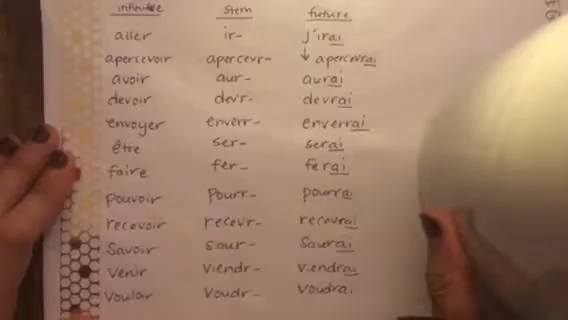 infinitive stem future
aller ir- j'irai
apercevoir apercevr- ↓ apercevrai
avoir aur- aurai
devoir devr- devrai
envoyer enverr- enverrai
être ser- serai
faire fer- ferai
pouvoir pourr- pourrai
recevoir recevr- recevrai
savoir saur- saurai
venir viendr- viendrai
vouloir voudr- voudrai